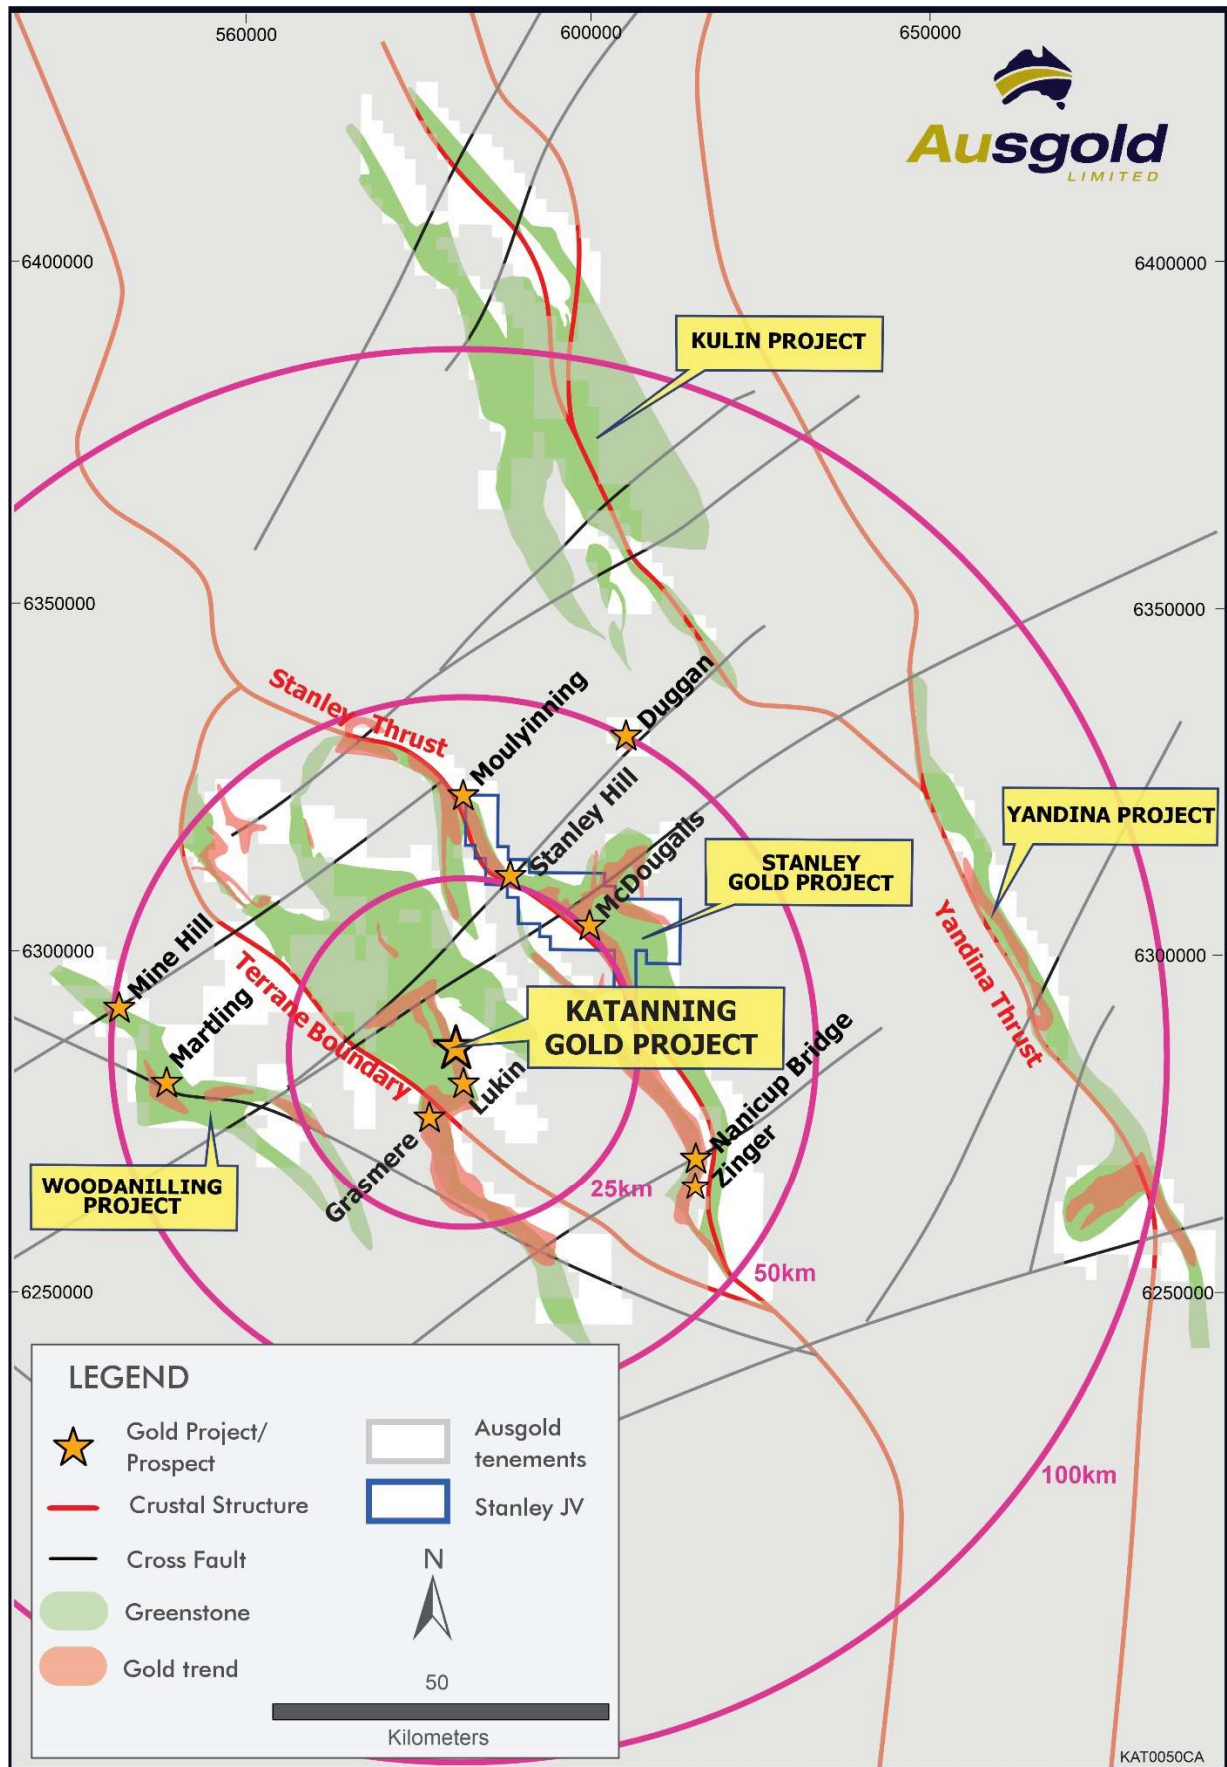 560000
600000
650000
Ausgold
LIMITED
6400000
6400000
KULIN PROJECT
6350000
6350000
Duggan
Stanley Thrust
Moulyinning
Stanley Hill
McDougalls
YANDINA PROJECT
STANLEY
GOLD PROJECT
Yandina Thrust
6300000
6300000
Mine Hill
Martling
Terrane Boundary
KATANNING
GOLD PROJECT
Lukin
Nanicup Bridge
Zinger
Grasmere
WOODANILLING
PROJECT
25km
50km
6250000
6250000
100km
LEGEND
Gold Project/
Prospect
Crustal Structure
Cross Fault
Greenstone
Gold trend
Ausgold
tenements
Stanley JV
N
50
Kilometers
KAT0050CA